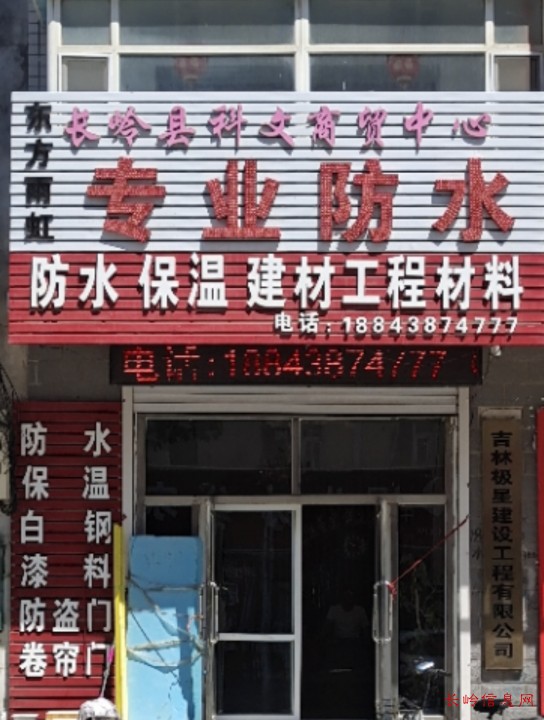 东方雨虹
长岭县科文商贸中心
专业防水
防水 保温 建材工程材料
电话:18843874777
电话:18843874777
防水
保温
白钢
漆料
防盗门
卷帘门
吉林极星建设工程有限公司
长岭信息网